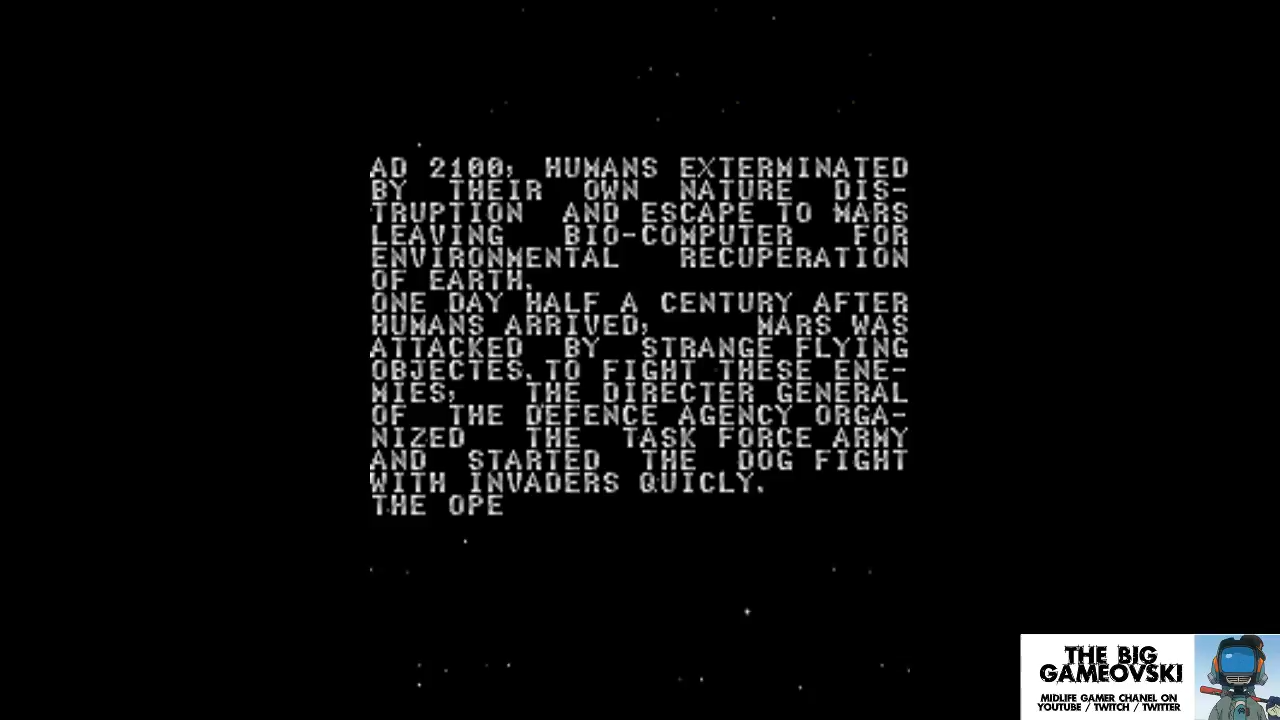 AD 2100, HUMANS EXTERMINATED
BY THEIR OWN NATURE DIS-
TRUPTION AND ESCAPE TO MARS
LEAVING BIO-COMPUTER FOR
ENVIRONMENTAL RECUPERATION
OF EARTH.
ONE DAY HALF A CENTURY AFTER
HUMANS ARRIVED, MARS WAS
ATTACKED BY STRANGE FLYING
OBJECTES. TO FIGHT THESE ENE-
MIES, THE DIRECTER GENERAL
OF THE DEFENCE AGENCY ORGA-
NIZED THE TASK FORCE ARMY
AND STARTED THE DOG FIGHT
WITH INVADERS QUICLY.
THE OPE
THE BIG
GAMEOVSKI
MIDLIFE GAMER CHANEL ON
YOUTUBE / TWITCH / TWITTER